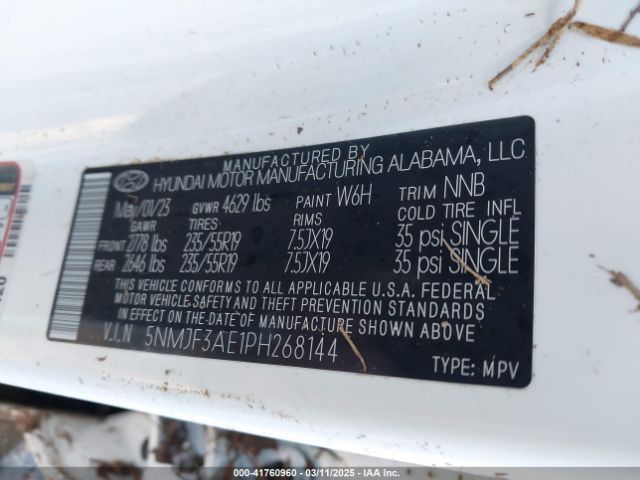 MANUFACTURED BY
HYUNDAI MOTOR MANUFACTURING ALABAMA, LLC
May/01/23 GVWR 4629 lbs PAINT W6H TRIM NNB
GAWR TIRES RIMS COLD TIRE INFL
FRONT 2778 lbs 235/55R19 7.5JX19 35 psi SINGLE
REAR 2646 lbs 235/55R19 7.5JX19 35 psi SINGLE
THIS VEHICLE CONFORMS TO ALL APPLICABLE U.S.A. FEDERAL
MOTOR VEHICLE SAFETY AND THEFT PREVENTION STANDARDS
IN EFFECT ON THE DATE OF MANUFACTURE SHOWN ABOVE.
V.I.N 5NMJF3AE1PH268144
TYPE: MPV
000-41760960 - 03/11/2025 - IAA Inc.